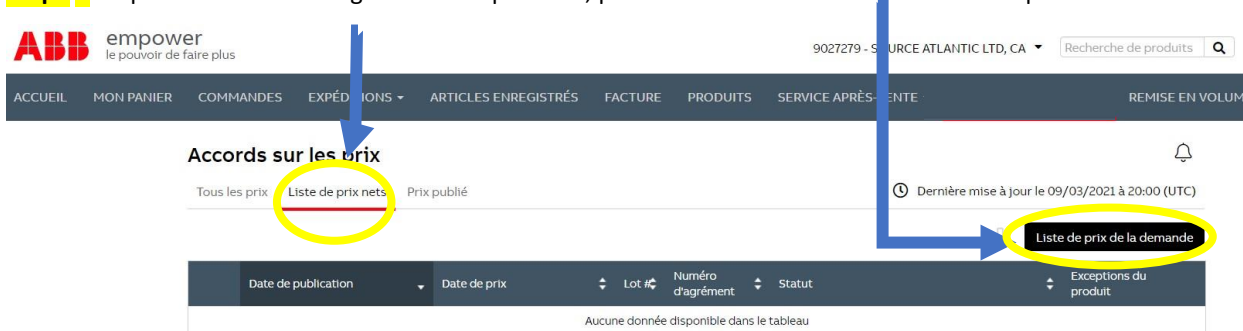 ABB empower
le pouvoir de faire plus
9027279 - SOURCE ATLANTIC LTD, CA
Recherche de produits
ACCUEIL MON PANIER COMMANDES EXPÉDITIONS ARTICLES ENREGISTRÉS FACTURE PRODUITS SERVICE APRÈS-VENTE REMISE EN VOLUM
Accords sur les prix
Tous les prix Liste de prix nets Prix publié
Dernière mise à jour le 09/03/2021 à 20:00 (UTC)
Liste de prix de la demande
Date de publication Date de prix Lot # Numéro d'agrément Statut Exceptions du produit
Aucune donnée disponible dans le tableau